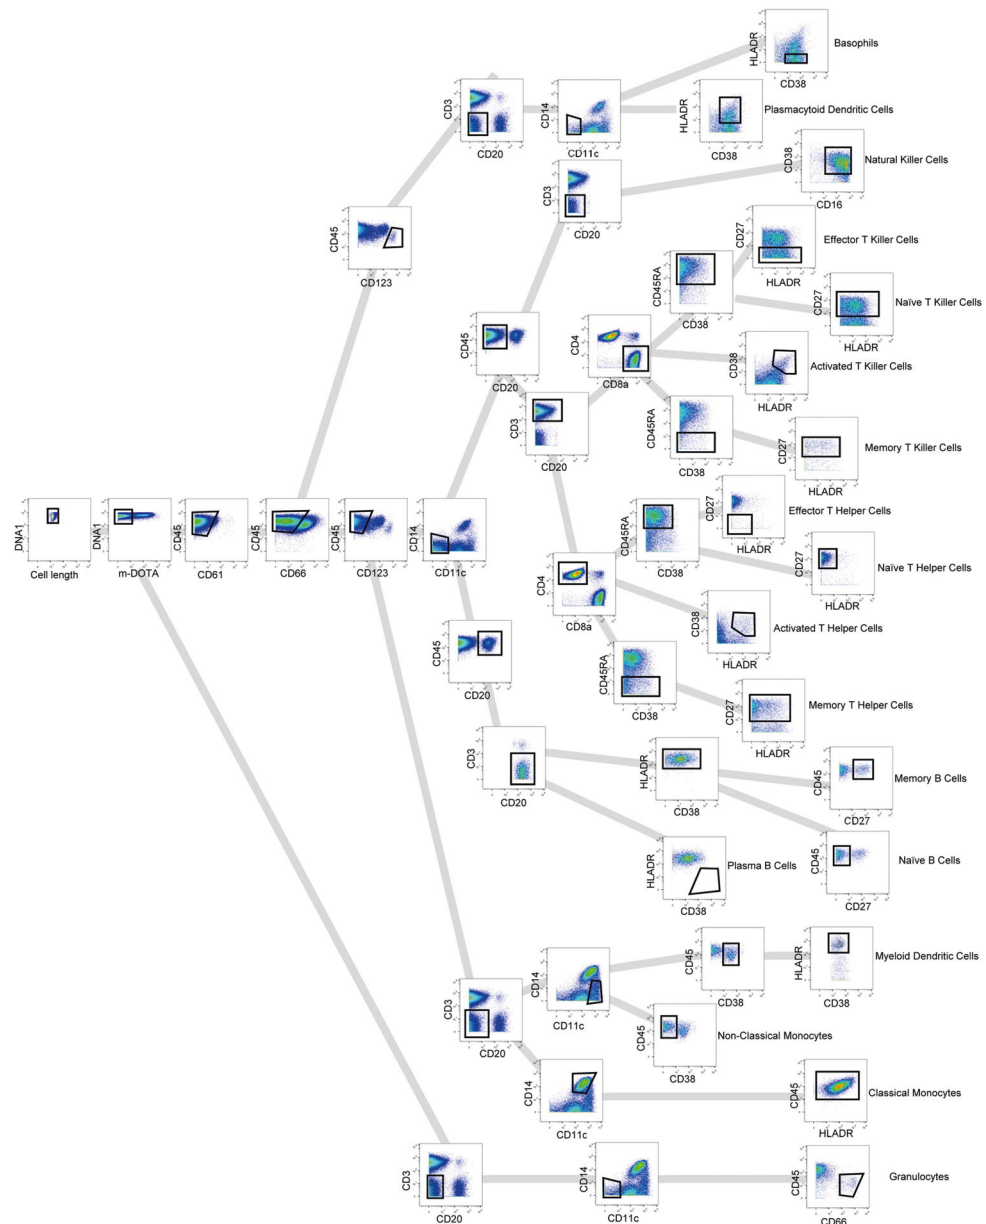 HLADR
CD38
Basophils
CD3
CD20
CD14
CD11c
HLADR
CD38
Plasmacytoid Dendritic Cells
CD3
CD20
CD38
CD16
Natural Killer Cells
CD45
CD123
CD27
HLADR
Effector T Killer Cells
CD45RA
CD38
CD27
HLADR
Naïve T Killer Cells
CD45
CD20
CD4
CD8a
CD38
HLADR
Activated T Killer Cells
CD3
CD20
CD45RA
CD38
CD27
HLADR
Memory T Killer Cells
DNA1
Cell length
DNA1
m-DOTA
CD45
CD61
CD45
CD66
CD45
CD123
CD14
CD11c
CD45RA
CD38
CD27
HLADR
Effector T Helper Cells
CD27
HLADR
Naïve T Helper Cells
CD4
CD8a
CD38
HLADR
Activated T Helper Cells
CD45
CD20
CD45RA
CD38
CD27
HLADR
Memory T Helper Cells
CD3
CD20
HLADR
CD38
CD45
CD27
Memory B Cells
HLADR
CD38
Plasma B Cells
CD45
CD27
Naïve B Cells
CD3
CD20
CD14
CD11c
CD45
CD38
HLADR
CD38
Myeloid Dendritic Cells
CD45
CD38
Non-Classical Monocytes
CD14
CD11c
CD45
HLADR
Classical Monocytes
CD3
CD20
CD14
CD11c
CD45
CD66
Granulocytes